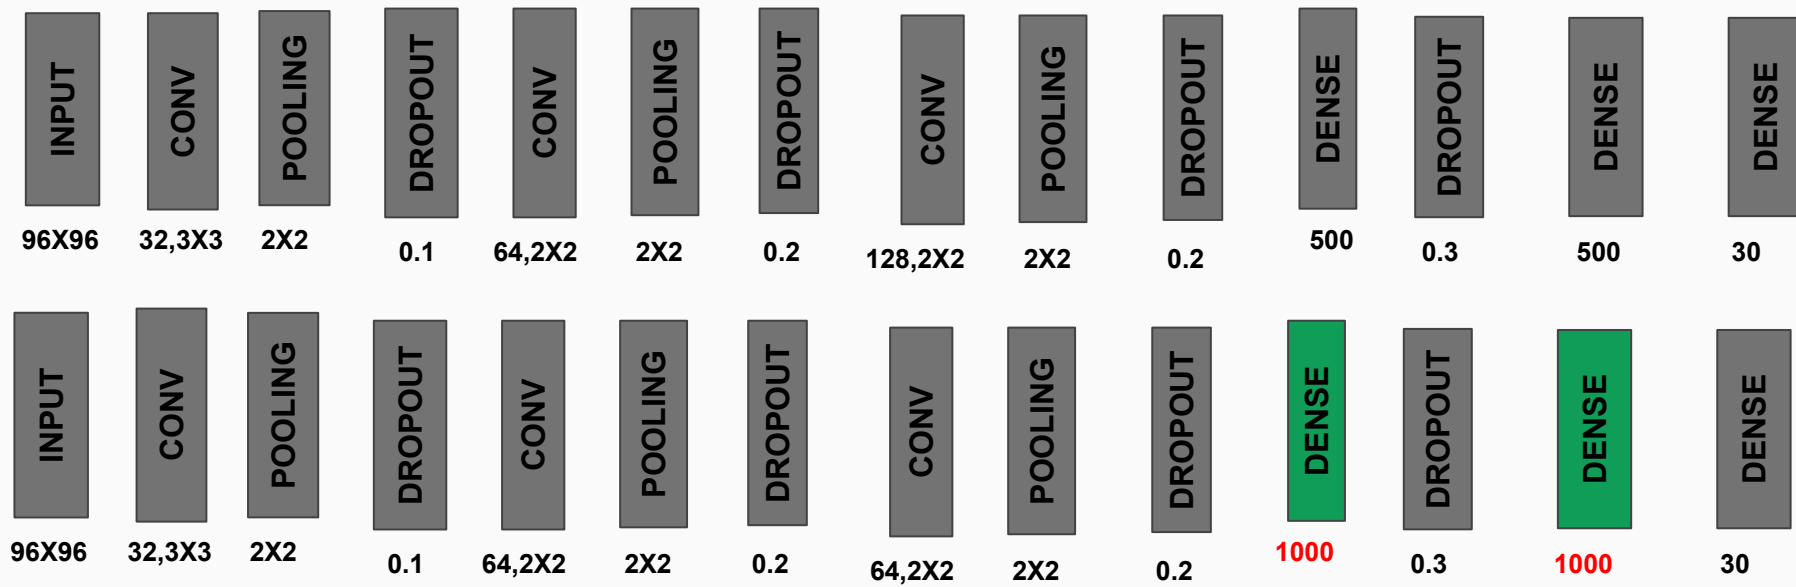 INPUT CONV POOLING DROPOUT CONV POOLING DROPOUT CONV POOLING DROPOUT DENSE DROPOUT DENSE DENSE
96X96 32,3X3 2X2 0.1 64,2X2 2X2 0.2 128,2X2 2X2 0.2 500 0.3 500 30
INPUT CONV POOLING DROPOUT CONV POOLING DROPOUT CONV POOLING DROPOUT DENSE DROPOUT DENSE DENSE
96X96 32,3X3 2X2 0.1 64,2X2 2X2 0.2 64,2X2 2X2 0.2 1000 0.3 1000 30